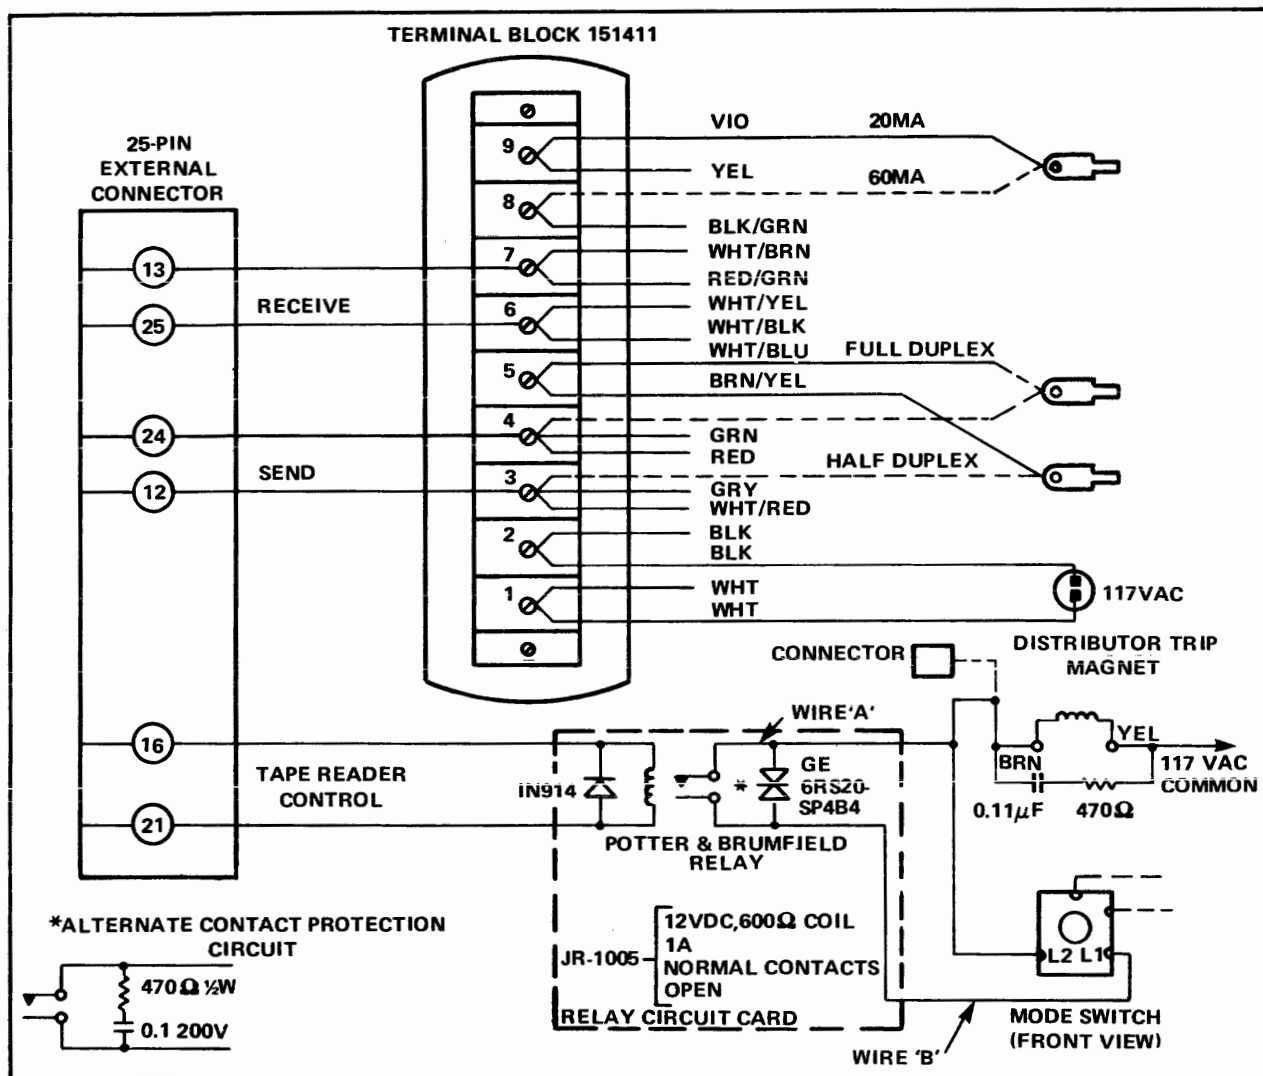 TERMINAL BLOCK 151411
25-PIN
EXTERNAL
CONNECTOR
13
25
24
12
16
21
RECEIVE
SEND
TAPE READER
CONTROL
9
8
7
6
5
4
3
2
1
VIO
20MA
YEL
60MA
BLK/GRN
WHT/BRN
RED/GRN
WHT/YEL
WHT/BLK
WHT/BLU
FULL DUPLEX
BRN/YEL
GRN
RED
HALF DUPLEX
GRY
WHT/RED
BLK
BLK
WHT
WHT
117VAC
DISTRIBUTOR TRIP
MAGNET
CONNECTOR
WIRE 'A'
YEL
BRN
117 VAC
COMMON
0.11µF
470Ω
IN914
*
GE
6RS20-
SP4B4
POTTER & BRUMFIELD
RELAY
JR-1005
12VDC,600Ω COIL
1A
NORMAL CONTACTS
OPEN
RELAY CIRCUIT CARD
L2 L1
MODE SWITCH
(FRONT VIEW)
WIRE 'B'
*ALTERNATE CONTACT PROTECTION
CIRCUIT
470Ω ½W
0.1 200V